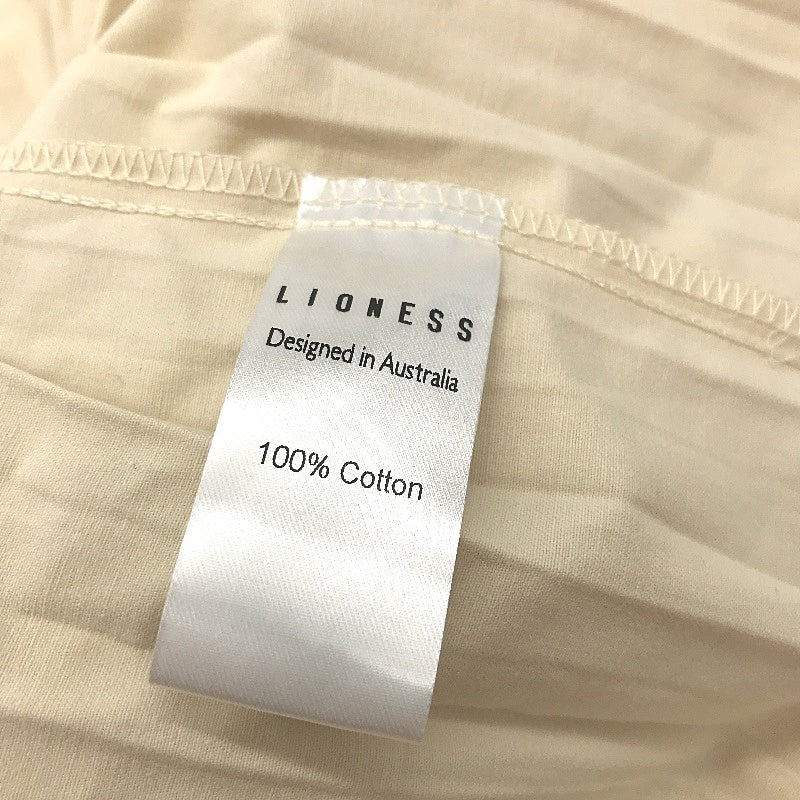 LIONESS
Designed in Australia
100% Cotton